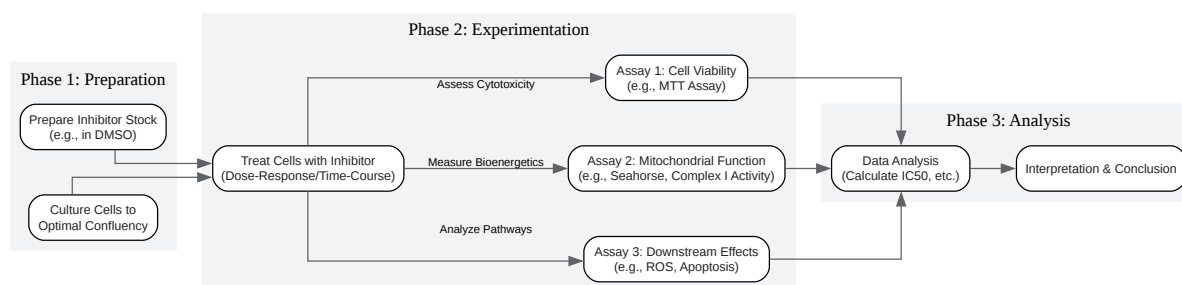 Phase 1: Preparation
Prepare Inhibitor Stock
(e.g., in DMSO)
Culture Cells to
Optimal Confluency
Phase 2: Experimentation
Treat Cells with Inhibitor
(Dose-Response/Time-Course)
Assess Cytotoxicity
Measure Bioenergetics
Analyze Pathways
Assay 1: Cell Viability
(e.g., MTT Assay)
Assay 2: Mitochondrial Function
(e.g., Seahorse, Complex I Activity)
Assay 3: Downstream Effects
(e.g., ROS, Apoptosis)
Phase 3: Analysis
Data Analysis
(Calculate IC50, etc.)
Interpretation & Conclusion